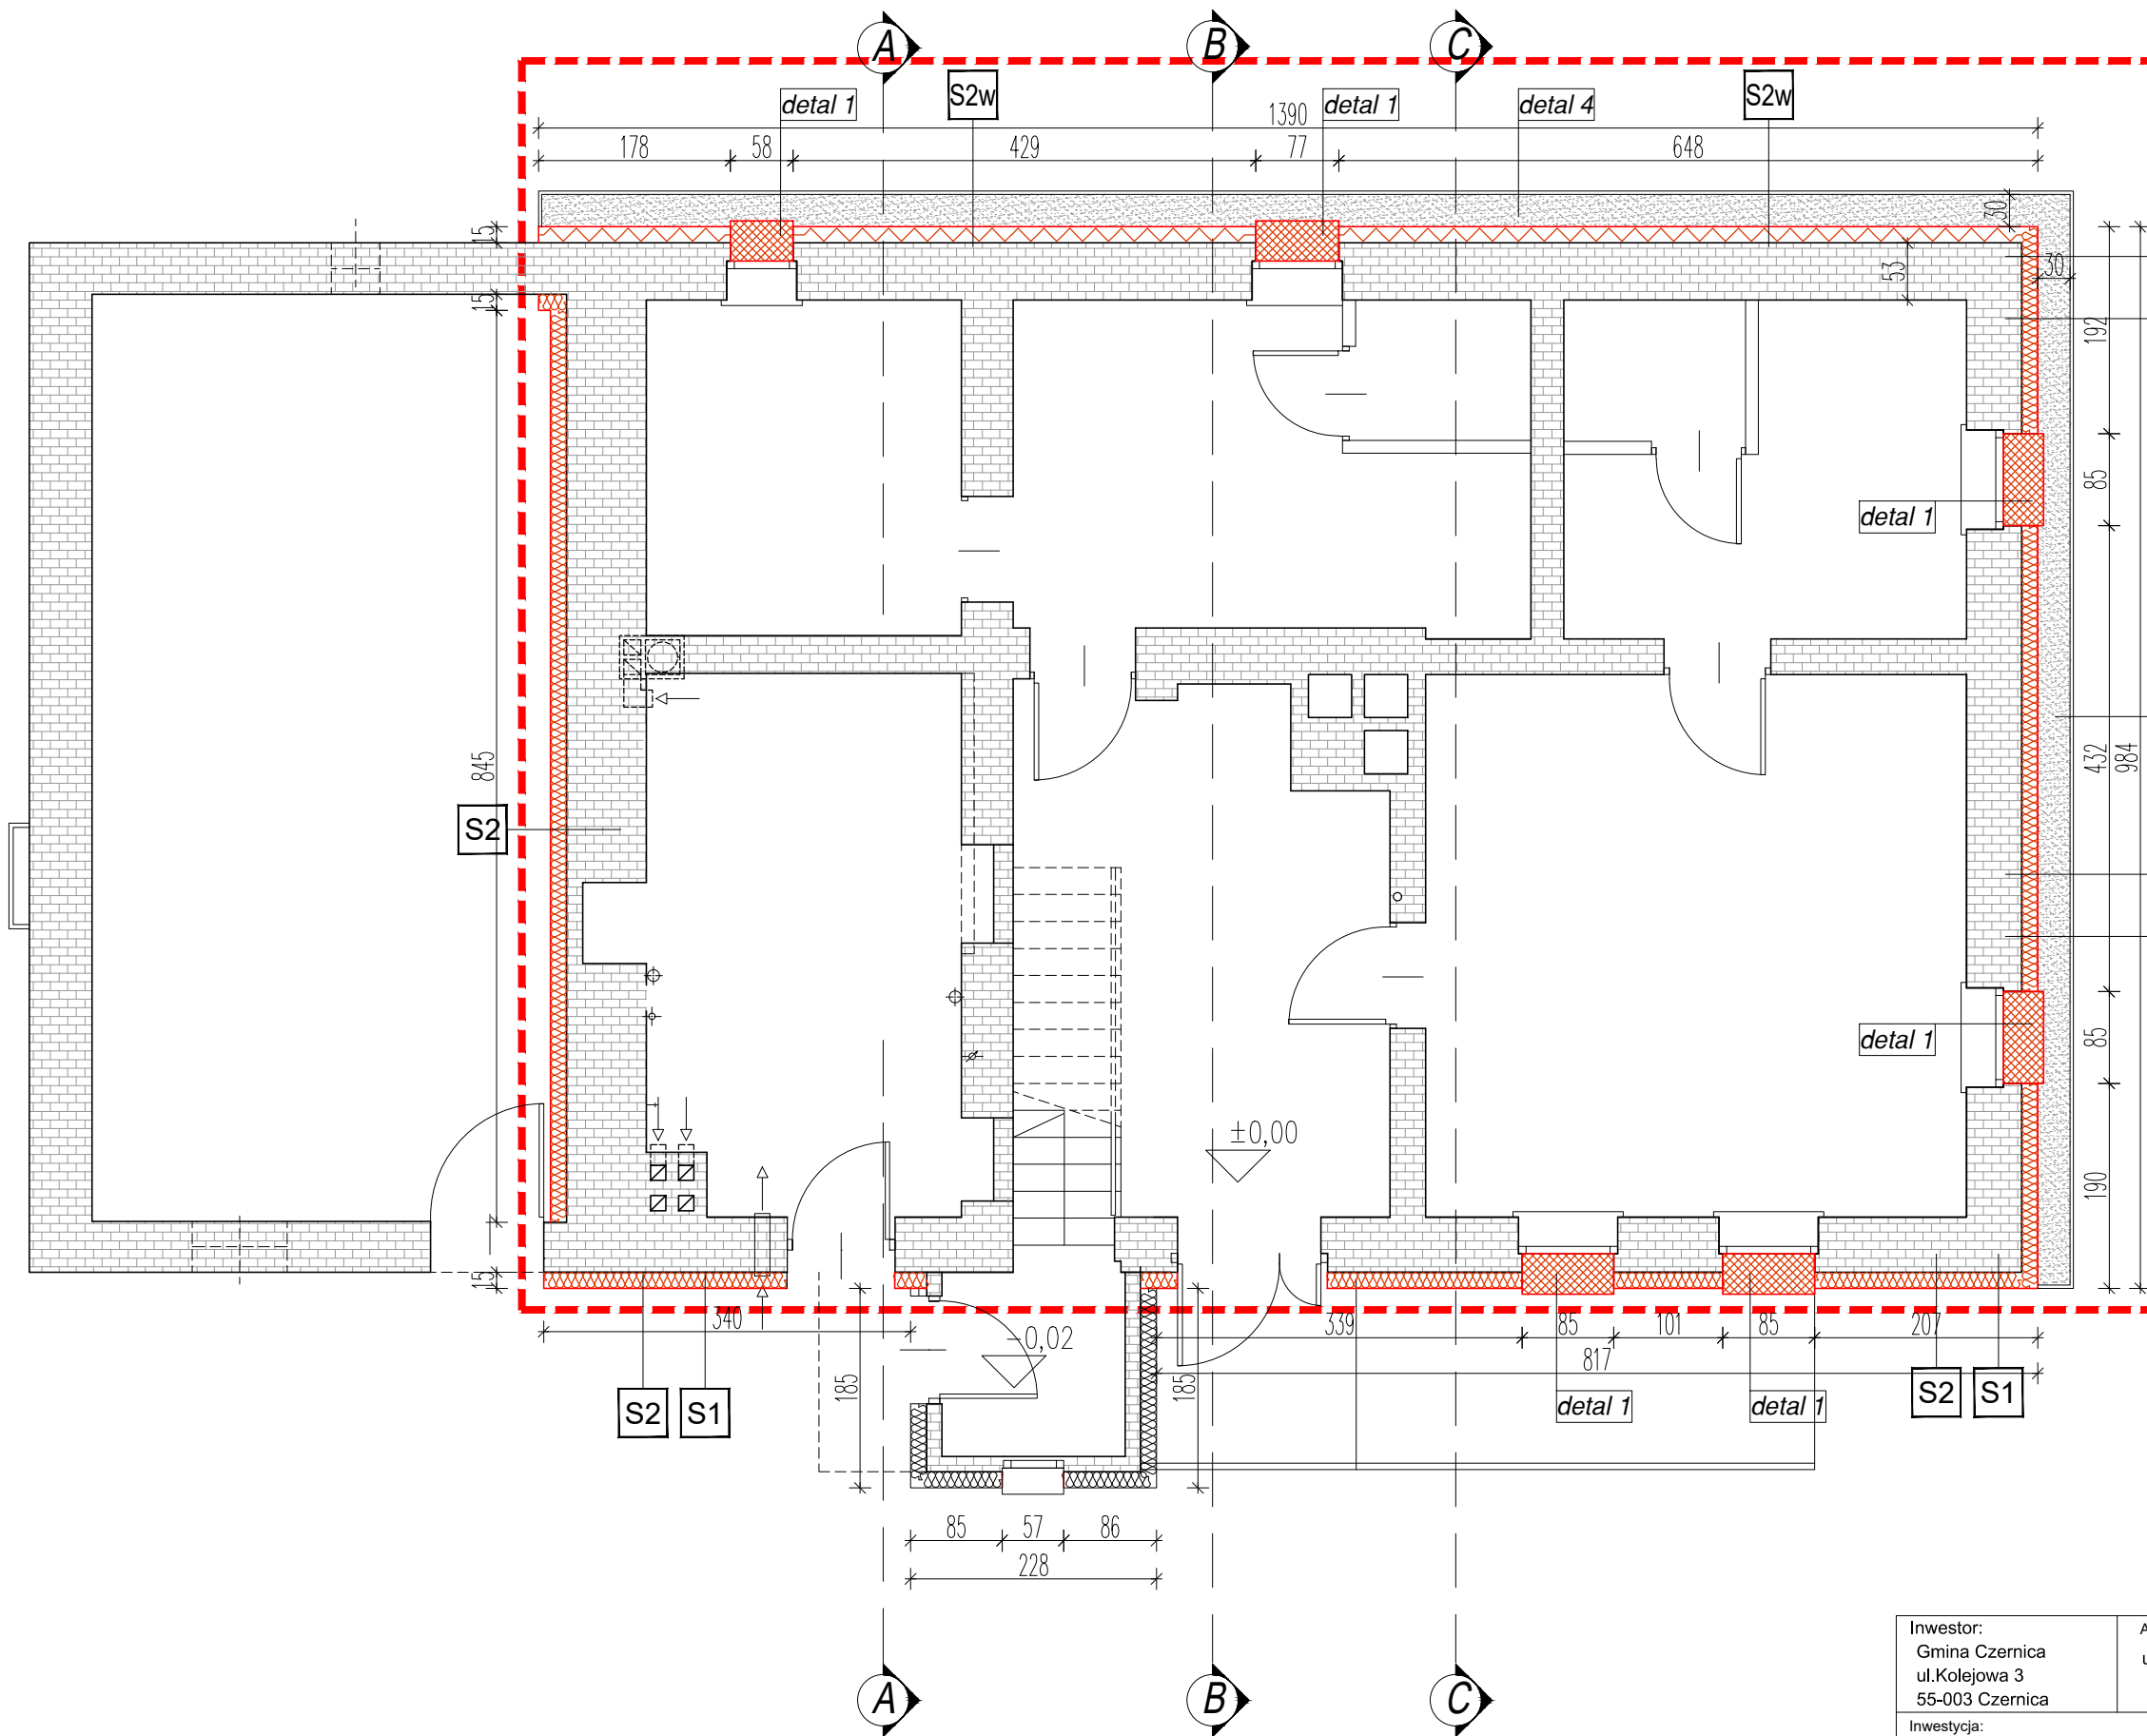 A
B
C
S2w
S2w
detal 1
detal 1
detal 4
1390
178
58
429
77
648
30
15
53
30
15
192
85
detal 1
845
432
984
S2
detal 1
85
±0,00
190
15
340
-0,02
339
85
101
85
207
817
185
185
S2
S1
detal 1
detal 1
S2
S1
85
57
86
228
A
B
C
Inwestor:
Gmina Czernica
ul.Kolejowa 3
55-003 Czernica
Inwestycja: